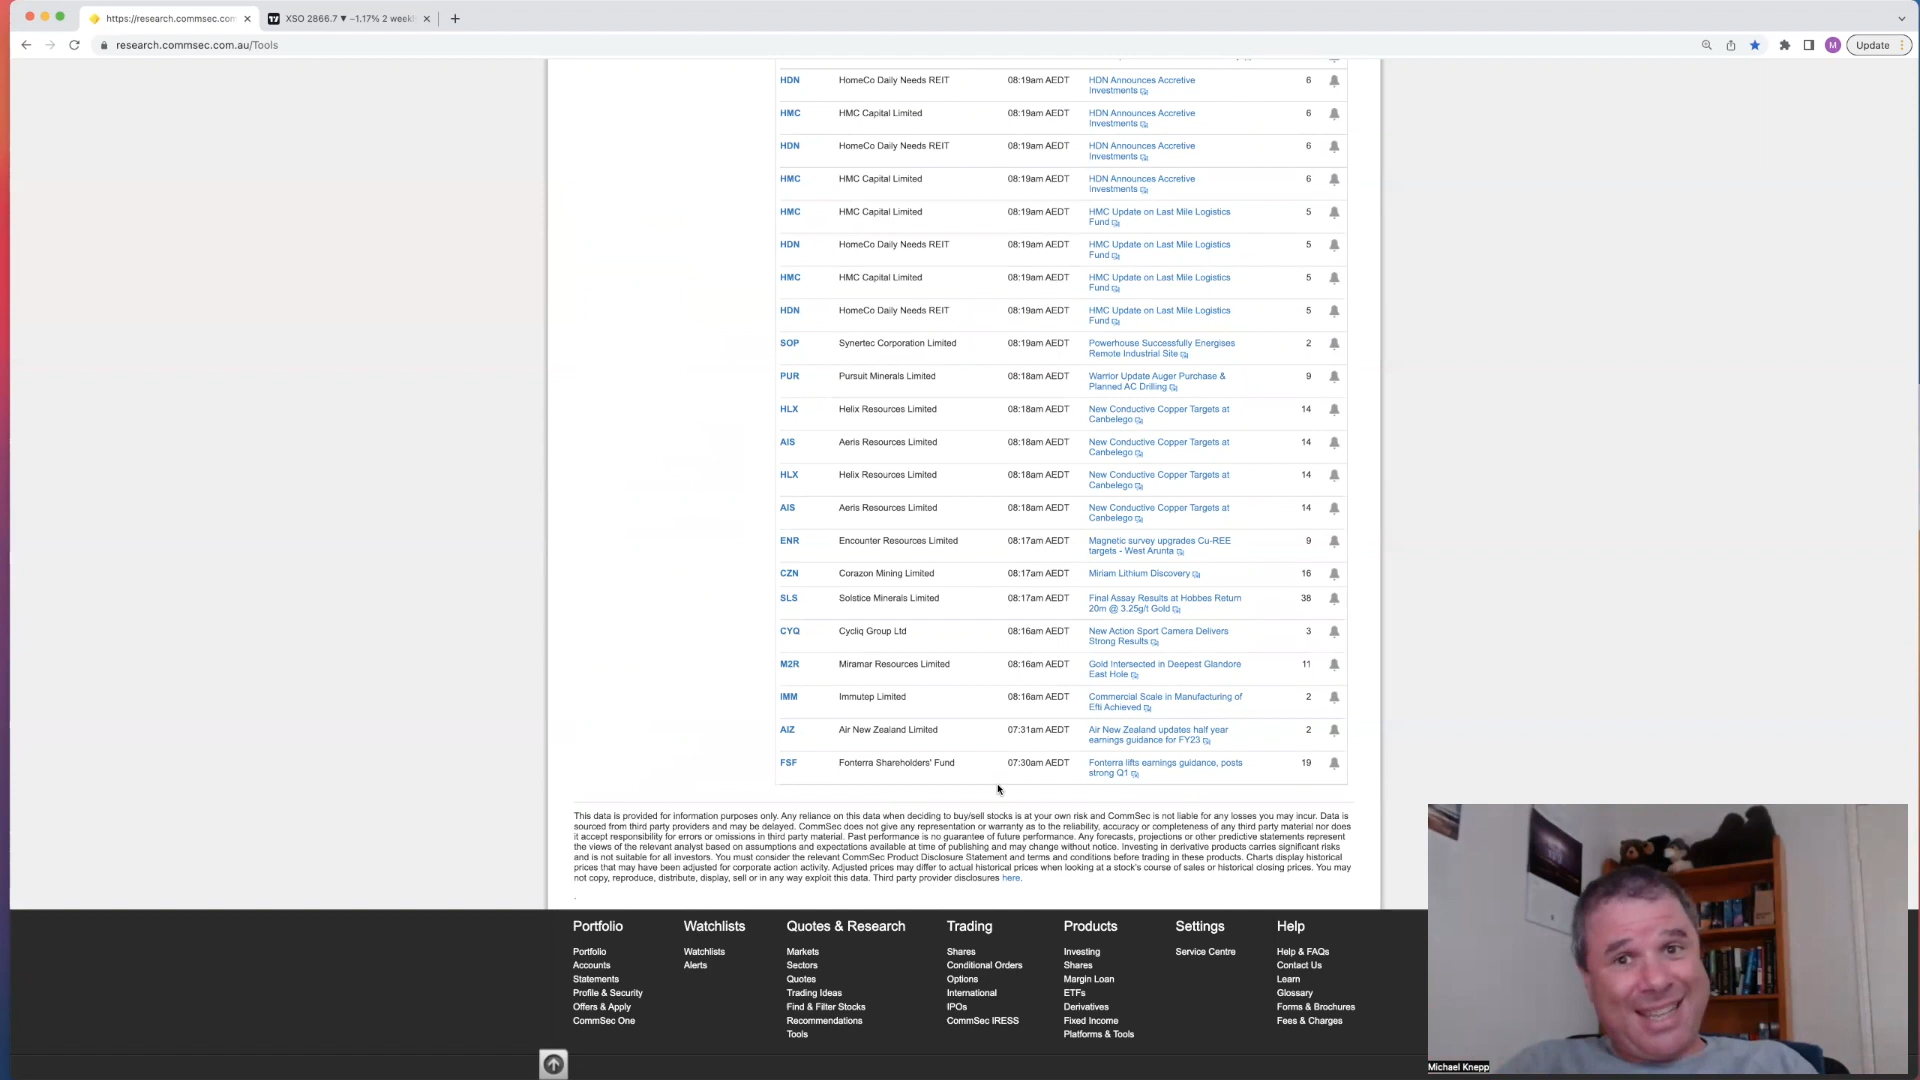 https://research.commsec.com
XSO 2866.7 ▼ −1.17% 2 week
research.commsec.com.au/Tools
M
Update
HDN HomeCo Daily Needs REIT 08:19am AEDT HDN Announces Accretive 6
Investments
HMC HMC Capital Limited 08:19am AEDT HDN Announces Accretive 6
Investments
HDN HomeCo Daily Needs REIT 08:19am AEDT HDN Announces Accretive 6
Investments
HMC HMC Capital Limited 08:19am AEDT HDN Announces Accretive 6
Investments
HMC HMC Capital Limited 08:19am AEDT HMC Update on Last Mile Logistics 5
Fund
HDN HomeCo Daily Needs REIT 08:19am AEDT HMC Update on Last Mile Logistics 5
Fund
HMC HMC Capital Limited 08:19am AEDT HMC Update on Last Mile Logistics 5
Fund
HDN HomeCo Daily Needs REIT 08:19am AEDT HMC Update on Last Mile Logistics 5
Fund
SOP Synertec Corporation Limited 08:19am AEDT Powerhouse Successfully Energises 2
Remote Industrial Site
PUR Pursuit Minerals Limited 08:18am AEDT Warrior Update Auger Purchase & 9
Planned AC Drilling
HLX Helix Resources Limited 08:18am AEDT New Conductive Copper Targets at 14
Canbelego
AIS Aeris Resources Limited 08:18am AEDT New Conductive Copper Targets at 14
Canbelego
HLX Helix Resources Limited 08:18am AEDT New Conductive Copper Targets at 14
Canbelego
AIS Aeris Resources Limited 08:18am AEDT New Conductive Copper Targets at 14
Canbelego
ENR Encounter Resources Limited 08:17am AEDT Magnetic survey upgrades Cu-REE 9
targets - West Arunta
CZN Corazon Mining Limited 08:17am AEDT Miriam Lithium Discovery 16
SLS Solstice Minerals Limited 08:17am AEDT Final Assay Results at Hobbes Return 38
20m @ 3.25g/t Gold
CYQ Cycliq Group Ltd 08:16am AEDT New Action Sport Camera Delivers 3
Strong Results
M2R Miramar Resources Limited 08:16am AEDT Gold Intersected in Deepest Glandore 11
East Hole
IMM Immutep Limited 08:16am AEDT Commercial Scale in Manufacturing of 2
Efti Achieved
AIZ Air New Zealand Limited 07:31am AEDT Air New Zealand updates half year 2
earnings guidance for FY23
FSF Fonterra Shareholders' Fund 07:30am AEDT Fonterra lifts earnings guidance, posts 19
strong Q1
This data is provided for information purposes only. Any reliance on this data when deciding to buy/sell stocks is at your own risk and CommSec is not liable for any losses you may incur. Data is
sourced from third party providers and may be delayed. CommSec does not give any representation or warranty as to the reliability, accuracy or completeness of any third party material nor does
it accept responsibility for errors or omissions in third party material. Past performance is no guarantee of future performance. Any forecasts, projections or other predictive statements represent
the views of the relevant analyst based on assumptions and expectations available at time of publishing and may change without notice. Investing in derivative products carries significant risks
and is not suitable for all investors. You must consider the relevant CommSec Product Disclosure Statement and terms and conditions before trading in these products. Charts display historical
prices that may have been adjusted for corporate action activity. Adjusted prices may differ to actual historical prices when looking at a stock's course of sales or historical closing prices. You may
not copy, reproduce, distribute, display, sell or in any way exploit this data. Third party provider disclosures here.
.
Portfolio Watchlists Quotes & Research Trading Products Settings Help
Portfolio Watchlists Markets Shares Investing Service Centre Help & FAQs
Accounts Alerts Sectors Conditional Orders Shares Contact Us
Statements Quotes Options Margin Loan Learn
Profile & Security Trading Ideas International ETFs Glossary
Offers & Apply Find & Filter Stocks IPOs Derivatives Forms & Brochures
CommSec One Recommendations CommSec IRESS Fixed Income Fees & Charges
Tools Platforms & Tools
Michael Knepp